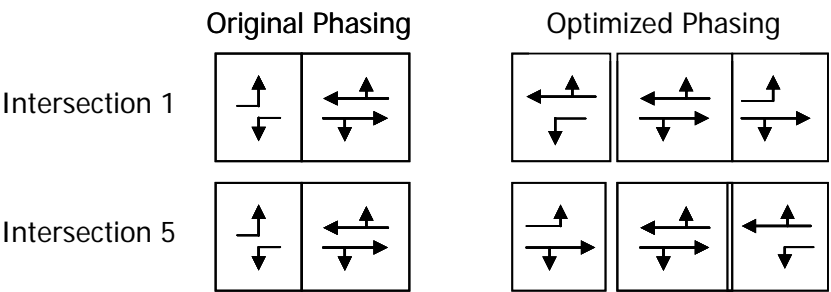 Original Phasing Optimized Phasing
Intersection 1
Intersection 5